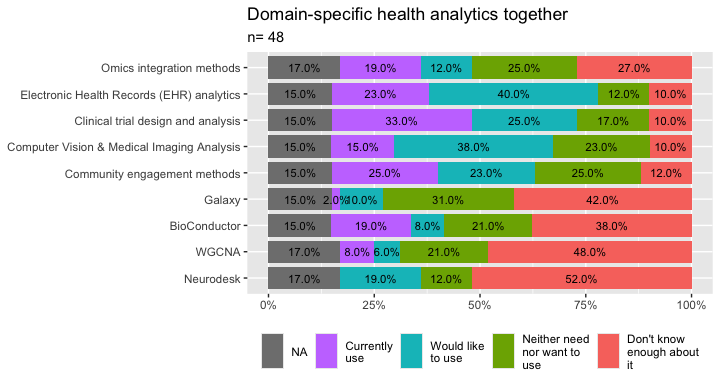 Domain-specific health analytics together
n= 48
Omics integration methods 17.0% 19.0% 12.0% 25.0% 27.0%
Electronic Health Records (EHR) analytics 15.0% 23.0% 40.0% 12.0% 10.0%
Clinical trial design and analysis 15.0% 33.0% 25.0% 17.0% 10.0%
Computer Vision & Medical Imaging Analysis 15.0% 15.0% 38.0% 23.0% 10.0%
Community engagement methods 15.0% 25.0% 23.0% 25.0% 12.0%
Galaxy 15.0% 2.0% 10.0% 31.0% 42.0%
BioConductor 15.0% 19.0% 8.0% 21.0% 38.0%
WGCNA 17.0% 8.0% 6.0% 21.0% 48.0%
Neurodesk 17.0% 19.0% 12.0% 52.0%
0% 25% 50% 75% 100%
NA
Currently
use
Would like
to use
Neither need
nor want to
use
Don't know
enough about
it